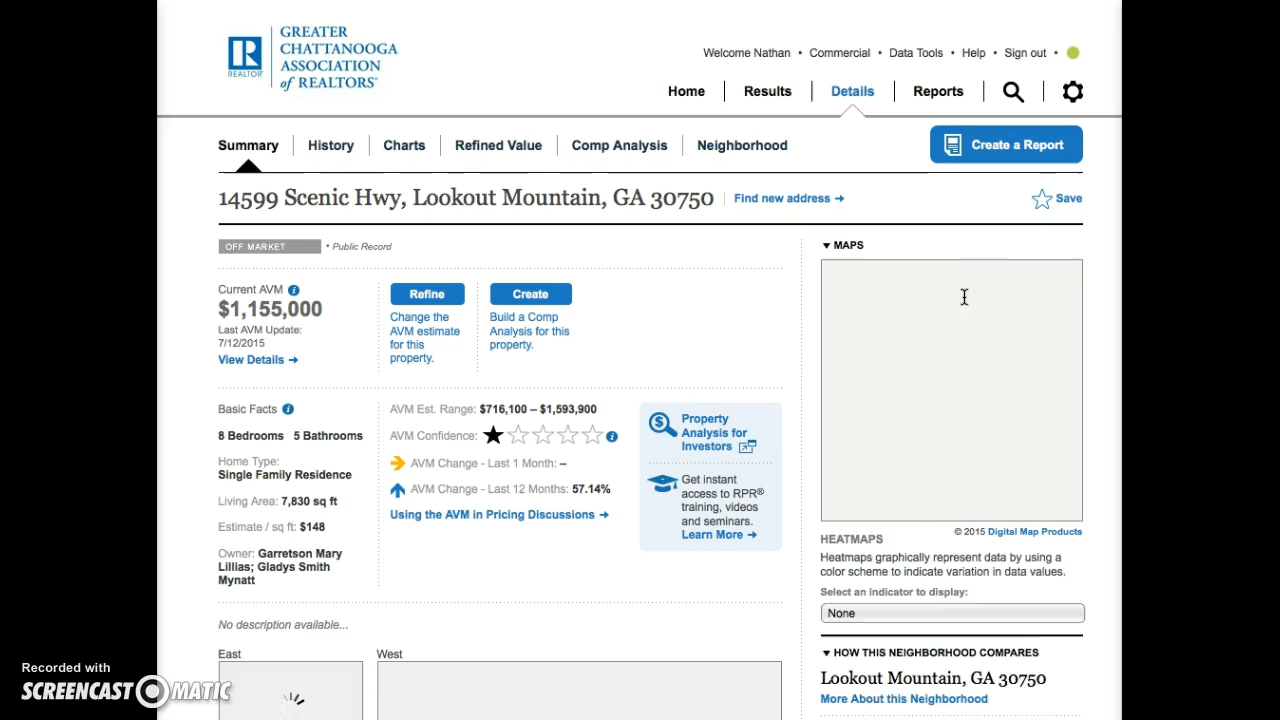 GREATER
CHATTANOOGA
ASSOCIATION
of REALTORS®
R
REALTOR®
Welcome Nathan • Commercial • Data Tools • Help • Sign out •
Home Results Details Reports
Summary History Charts Refined Value Comp Analysis Neighborhood
Create a Report
14599 Scenic Hwy, Lookout Mountain, GA 30750 Find new address
Save
OFF MARKET • Public Record
Current AVM i
$1,155,000
Last AVM Update:
7/12/2015
View Details
Refine
Change the
AVM estimate
for this
property.
Create
Build a Comp
Analysis for this
property.
Basic Facts i
8 Bedrooms 5 Bathrooms
Home Type:
Single Family Residence
Living Area: 7,830 sq ft
Estimate / sq ft: $148
Owner: Garretson Mary
Lillias; Gladys Smith
Mynatt
AVM Est. Range: $716,100 – $1,593,900
AVM Confidence: i
AVM Change - Last 1 Month: –
AVM Change - Last 12 Months: 57.14%
Using the AVM in Pricing Discussions
Property
Analysis for
Investors
Get instant
access to RPR®
training, videos
and seminars.
Learn More
No description available...
East
West
MAPS
© 2015 Digital Map Products
HEATMAPS
Heatmaps graphically represent data by using a
color scheme to indicate variation in data values.
Select an indicator to display:
None
HOW THIS NEIGHBORHOOD COMPARES
Lookout Mountain, GA 30750
More About this Neighborhood
Recorded with
SCREENCAST MATIC